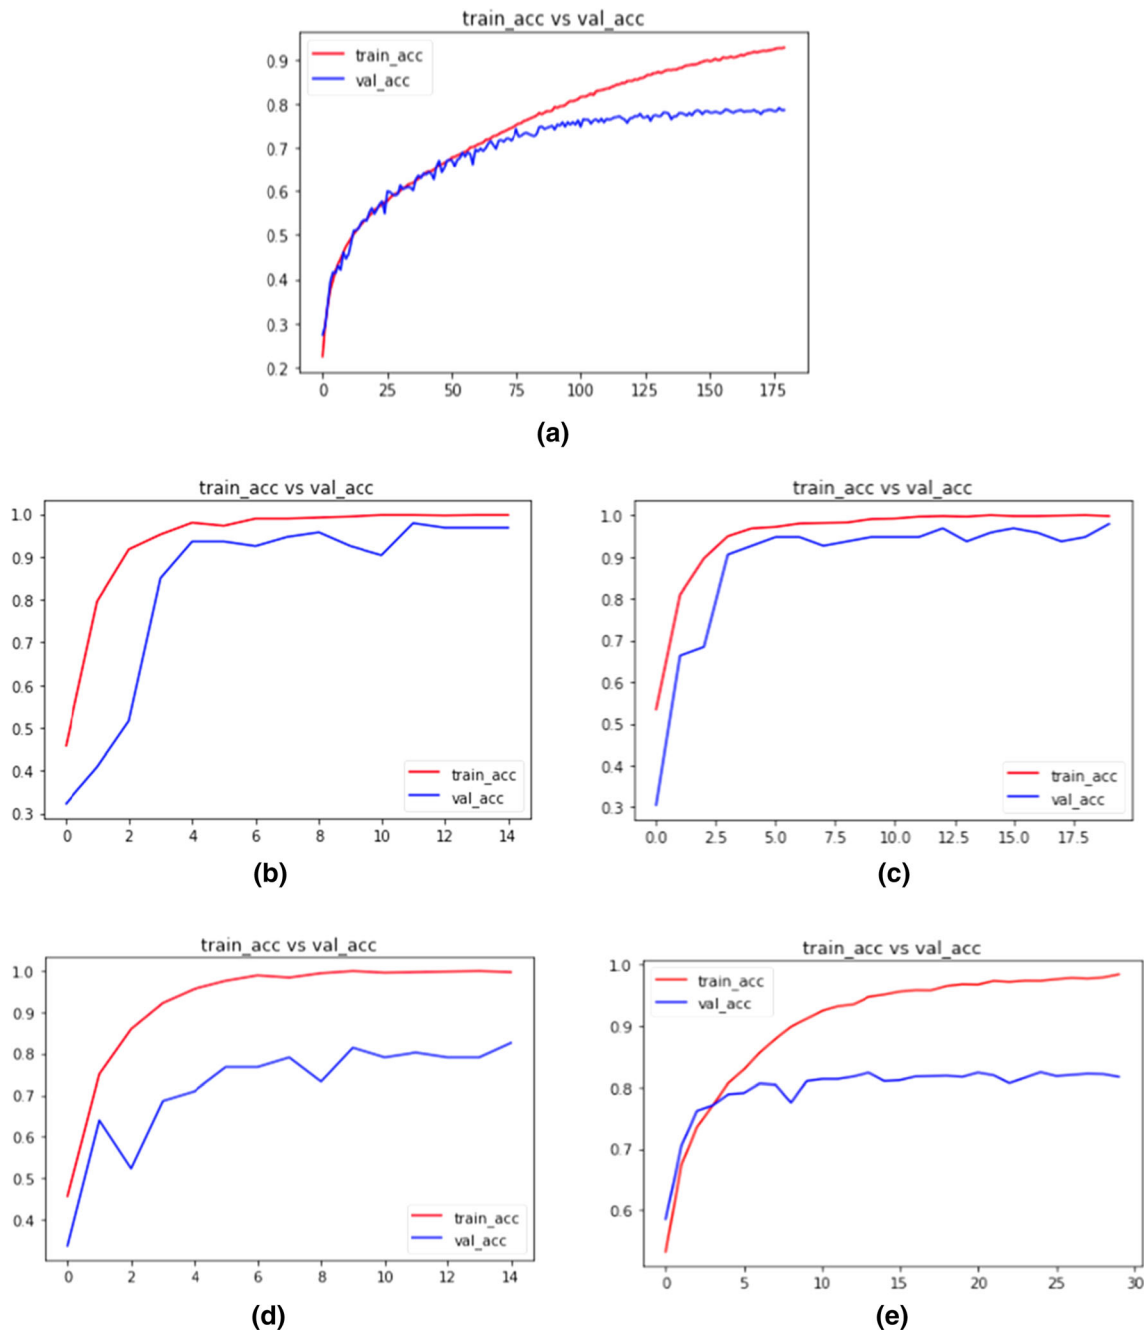 train_acc vs val_acc
train_acc
val_acc
0.9
0.8
0.7
0.6
0.5
0.4
0.3
0.2
0 25 50 75 100 125 150 175
(a)
train_acc vs val_acc
1.0
0.9
0.8
0.7
0.6
0.5
0.4
0.3
train_acc
val_acc
0 2 4 6 8 10 12 14
(b)
train_acc vs val_acc
1.0
0.9
0.8
0.7
0.6
0.5
0.4
0.3
train_acc
val_acc
0.0 2.5 5.0 7.5 10.0 12.5 15.0 17.5
(c)
train_acc vs val_acc
1.0
0.9
0.8
0.7
0.6
0.5
0.4
train_acc
val_acc
0 2 4 6 8 10 12 14
(d)
train_acc vs val_acc
train_acc
val_acc
1.0
0.9
0.8
0.7
0.6
0 5 10 15 20 25 30
(e)